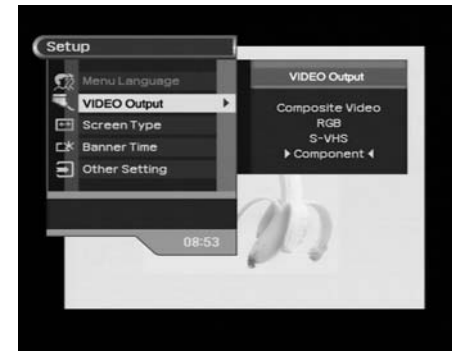 Setup
Menu Language
VIDEO Output
Screen Type
Banner Time
Other Setting
08:53
VIDEO Output
Composite Video
RGB
S-VHS
Component